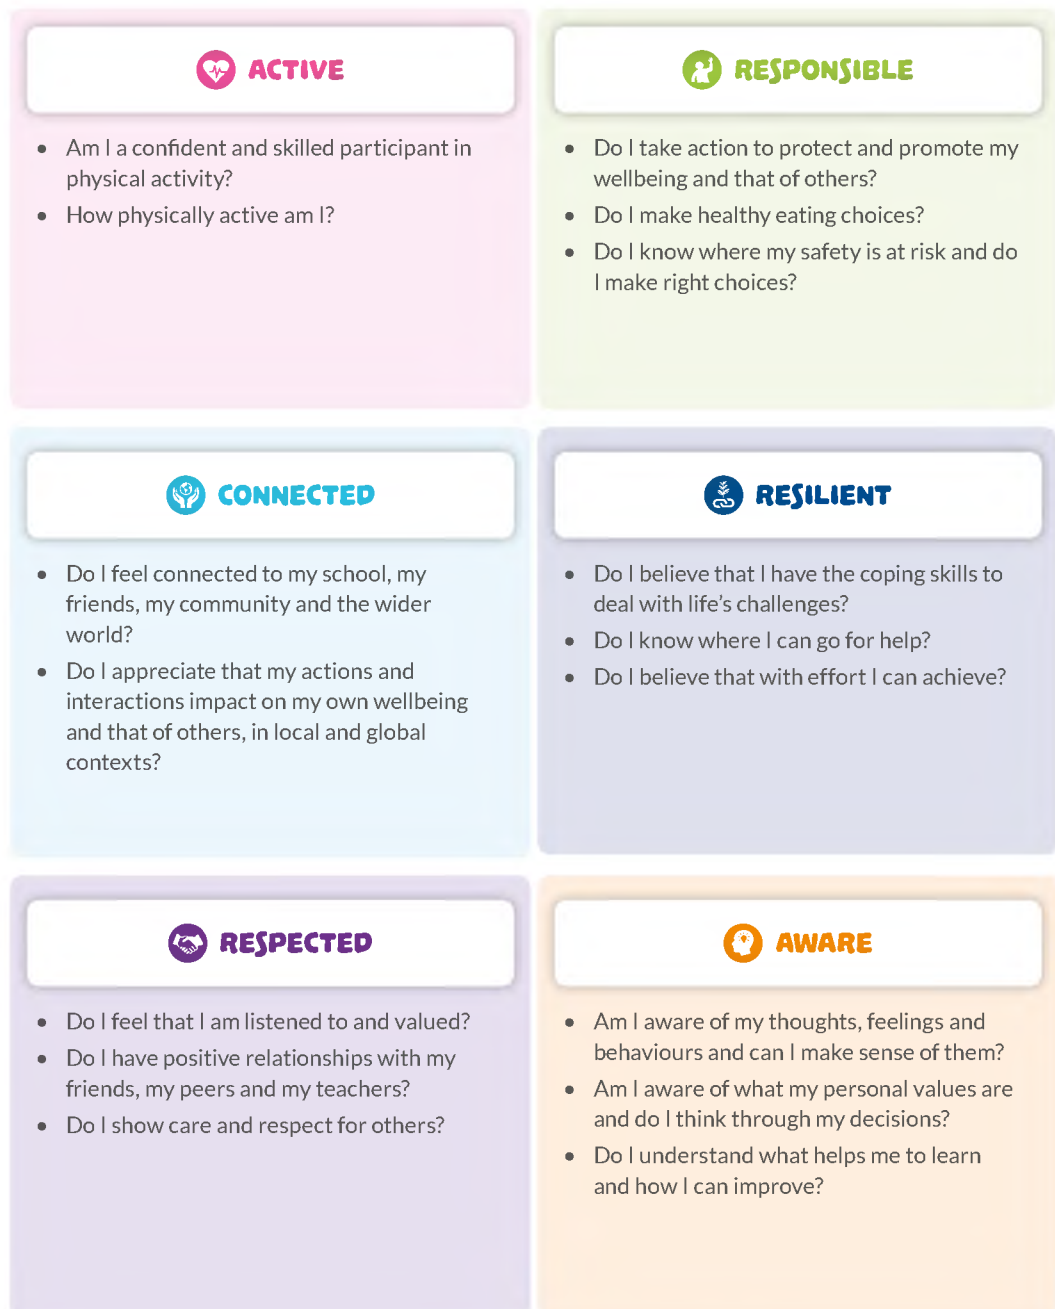 ACTIVE
• Am I a confident and skilled participant in
physical activity?
• How physically active am I?
RESPONSIBLE
• Do I take action to protect and promote my
wellbeing and that of others?
• Do I make healthy eating choices?
• Do I know where my safety is at risk and do
I make right choices?
CONNECTED
• Do I feel connected to my school, my
friends, my community and the wider
world?
• Do I appreciate that my actions and
interactions impact on my own wellbeing
and that of others, in local and global
contexts?
RESILIENT
• Do I believe that I have the coping skills to
deal with life’s challenges?
• Do I know where I can go for help?
• Do I believe that with effort I can achieve?
RESPECTED
• Do I feel that I am listened to and valued?
• Do I have positive relationships with my
friends, my peers and my teachers?
• Do I show care and respect for others?
AWARE
• Am I aware of my thoughts, feelings and
behaviours and can I make sense of them?
• Am I aware of what my personal values are
and do I think through my decisions?
• Do I understand what helps me to learn
and how I can improve?